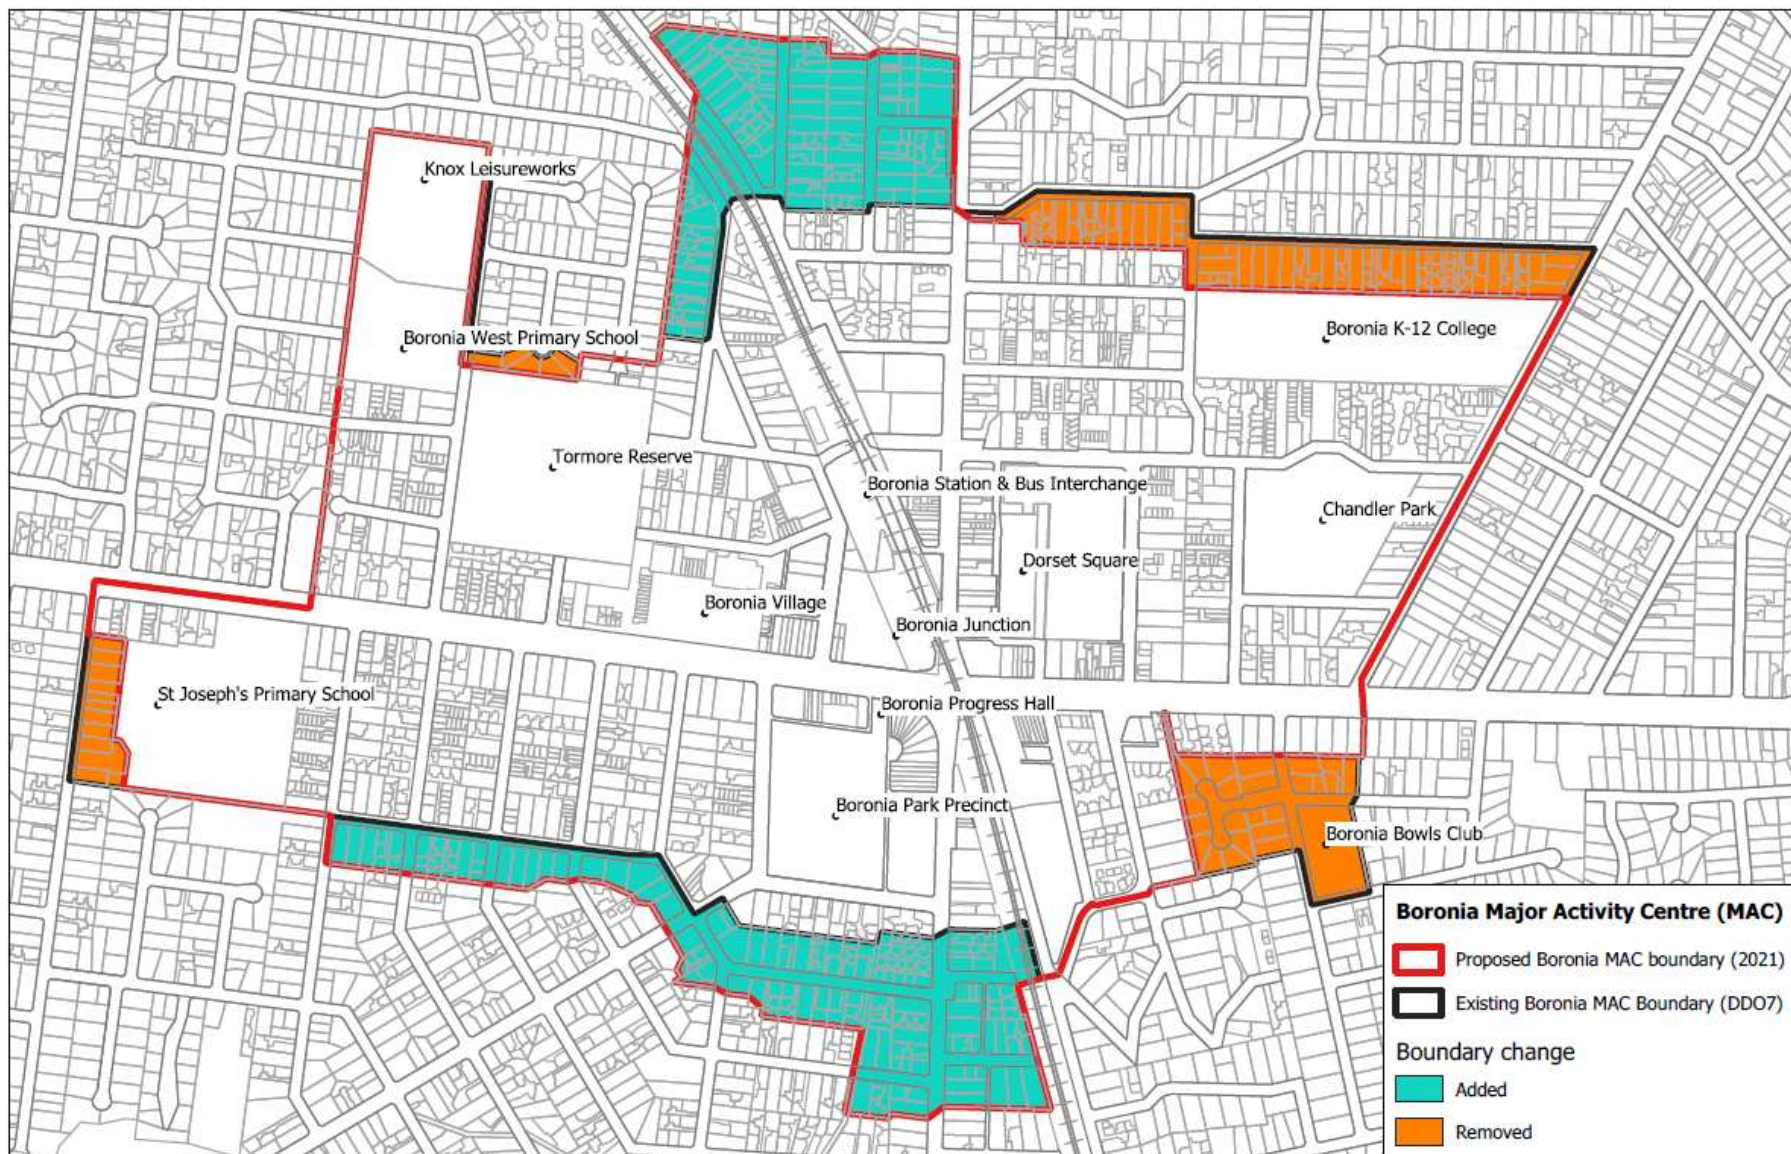 Knox Leisureworks
Boronia West Primary School
Boronia K-12 College
Tormore Reserve
Boronia Station & Bus Interchange
Chandler Park
Dorset Square
Boronia Village
Boronia Junction
St Joseph's Primary School
Boronia Progress Hall
Boronia Park Precinct
Boronia Bowls Club
Boronia Major Activity Centre (MAC)
Proposed Boronia MAC boundary (2021)
Existing Boronia MAC Boundary (DDO7)
Boundary change
Added
Removed